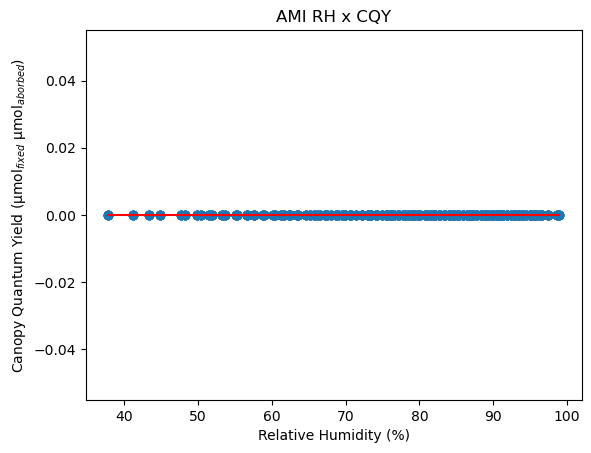 AMI RH x CQY
Canopy Quantum Yield (μmol_fixed μmol_aborbed)
0.04
0.02
0.00
−0.02
−0.04
40 50 60 70 80 90 100
Relative Humidity (%)